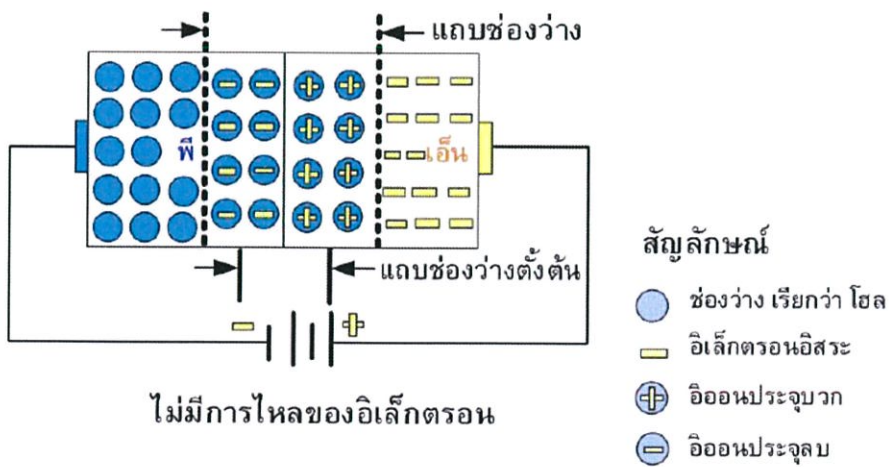 แถบช่องว่าง
พี
เอ็น
แถบช่องว่างตั้งต้น
ไม่มีการไหลของอิเล็กตรอน
สัญลักษณ์
ช่องว่าง เรียกว่า โฮล
อิเล็กตรอนอิสระ
อิออนประจุบวก
อิออนประจุลบ